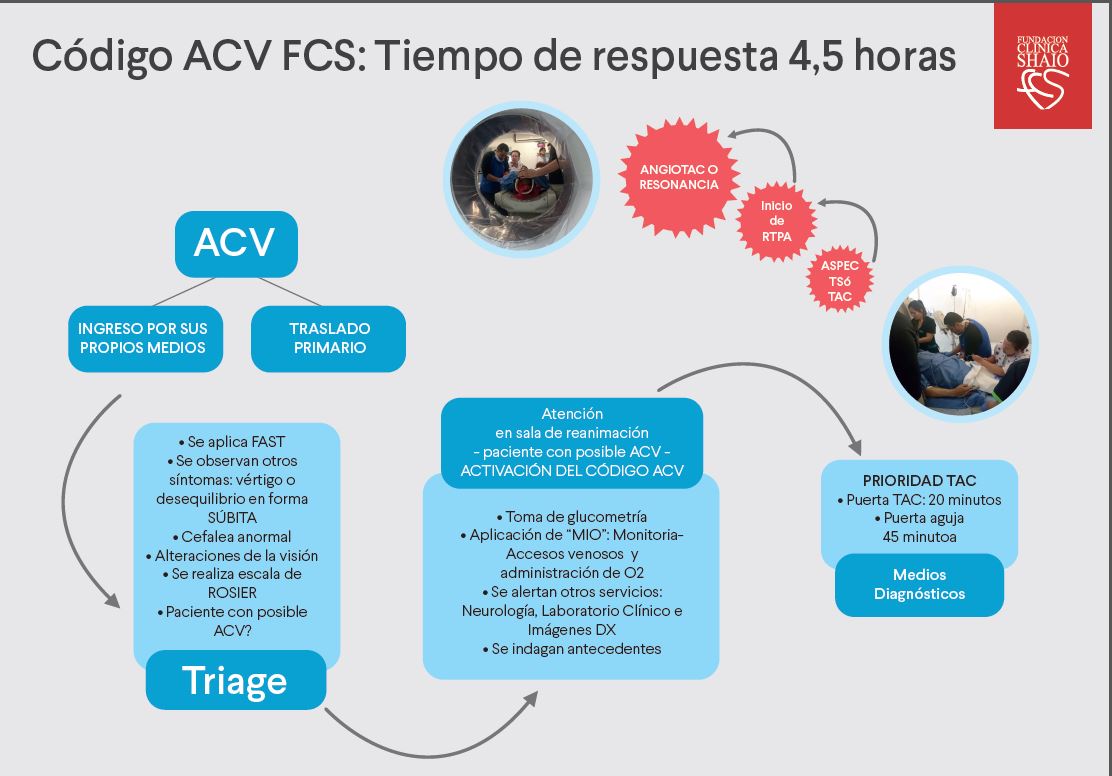 Código ACV FCS: Tiempo de respuesta 4,5 horas
FUNDACION
CLINICA
SHAIO
FCS
ANGIOTAC O
RESONANCIA
Inicio
de
RTPA
ASPEC
TS6
TAC
ACV
INGRESO POR SUS
PROPIOS MEDIOS
TRASLADO
PRIMARIO
• Se aplica FAST
• Se observan otros
síntomas: vértigo o
desequilibrio en forma
SÚBITA
• Cefalea anormal
• Alteraciones de la visión
• Se realiza escala de
ROSIER
• Paciente con posible
ACV?
Triage
Atención
en sala de reanimación
- paciente con posible ACV -
ACTIVACIÓN DEL CÓDIGO ACV
• Toma de glucometría
• Aplicación de “MIO”: Monitoria-
Accesos venosos y
administración de O2
• Se alertan otros servicios:
Neurología, Laboratorio Clínico e
Imágenes DX
• Se indagan antecedentes
PRIORIDAD TAC
• Puerta TAC: 20 minutos
• Puerta aguja
45 minutoa
Medios
Diagnósticos